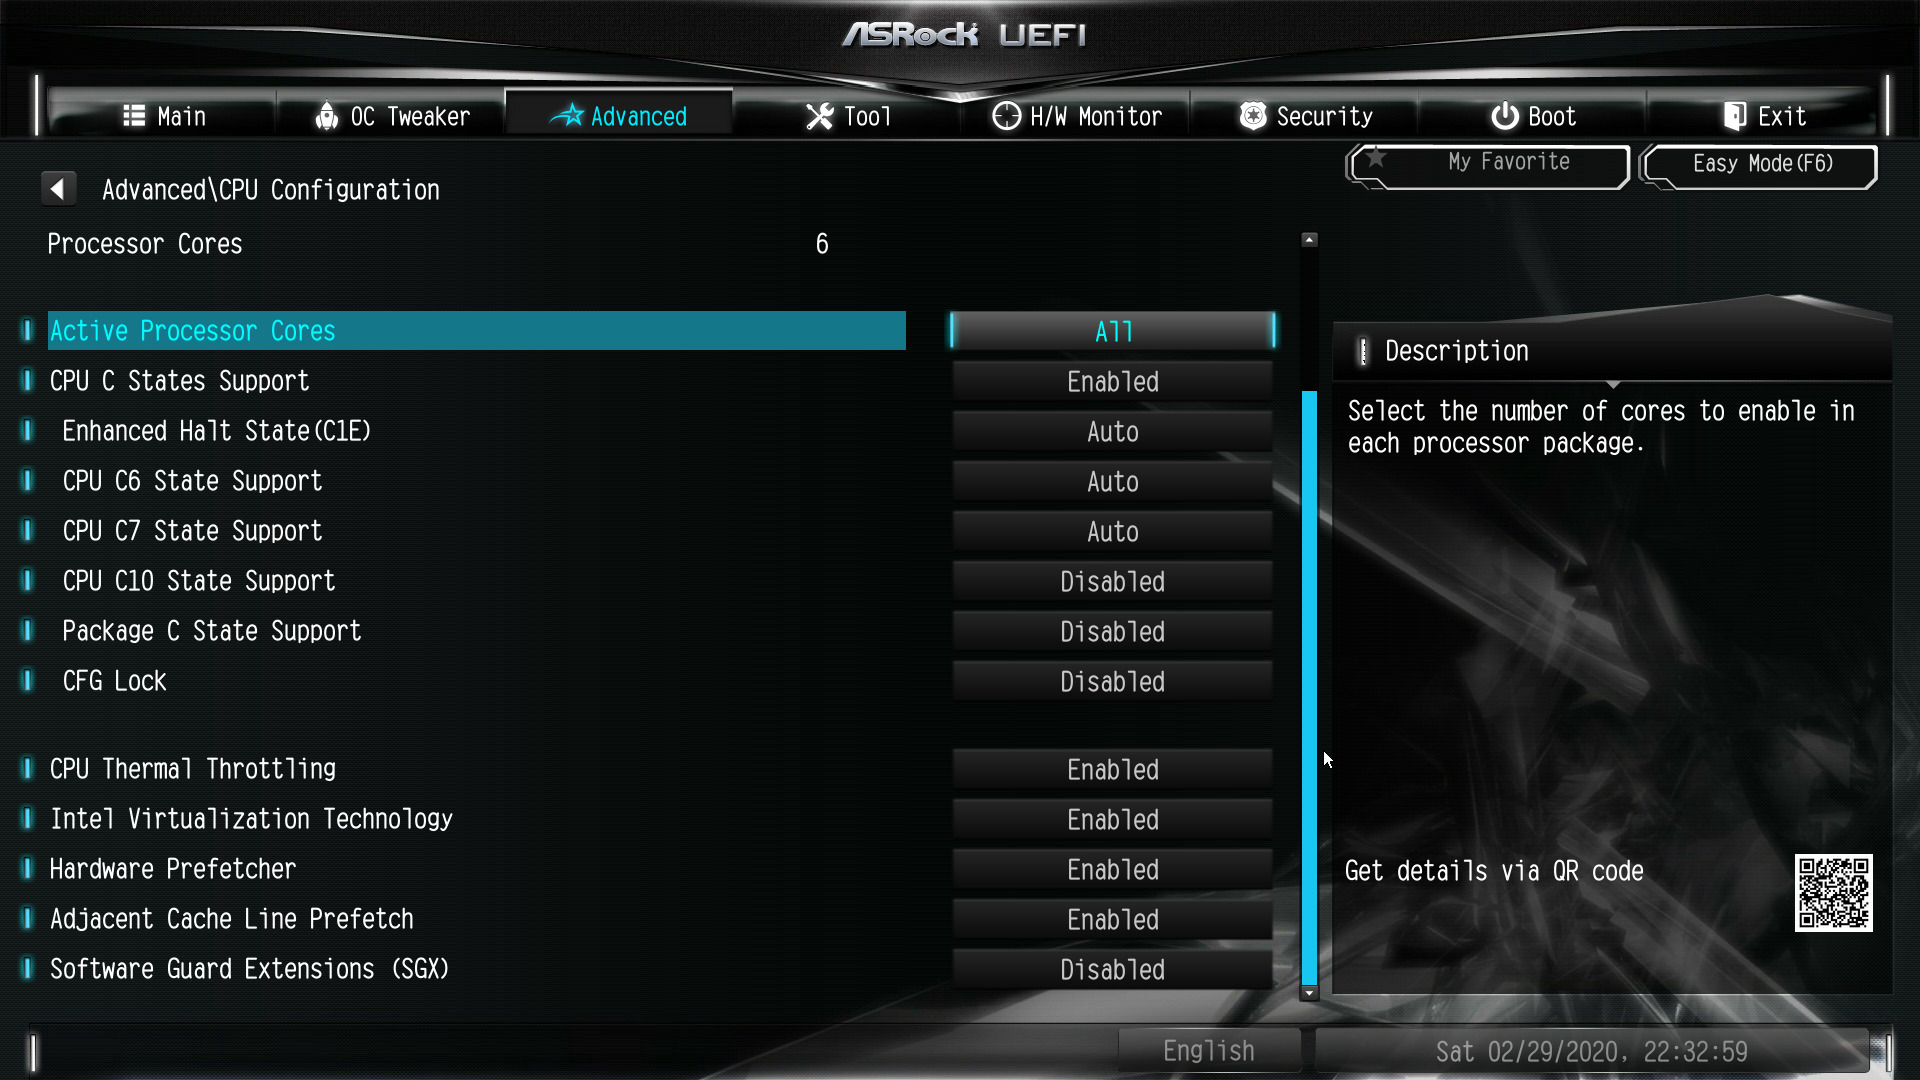 ASRock UEFI
Main OC Tweaker Advanced Tool H/W Monitor Security Boot Exit
My Favorite Easy Mode(F6)
Advanced\CPU Configuration
Processor Cores 6
Active Processor Cores All
CPU C States Support Enabled
Enhanced Halt State(C1E) Auto
CPU C6 State Support Auto
CPU C7 State Support Auto
CPU C10 State Support Disabled
Package C State Support Disabled
CFG Lock Disabled
CPU Thermal Throttling Enabled
Intel Virtualization Technology Enabled
Hardware Prefetcher Enabled
Adjacent Cache Line Prefetch Enabled
Software Guard Extensions (SGX) Disabled
Description
Select the number of cores to enable in
each processor package.
Get details via QR code
English Sat 02/29/2020, 22:32:59